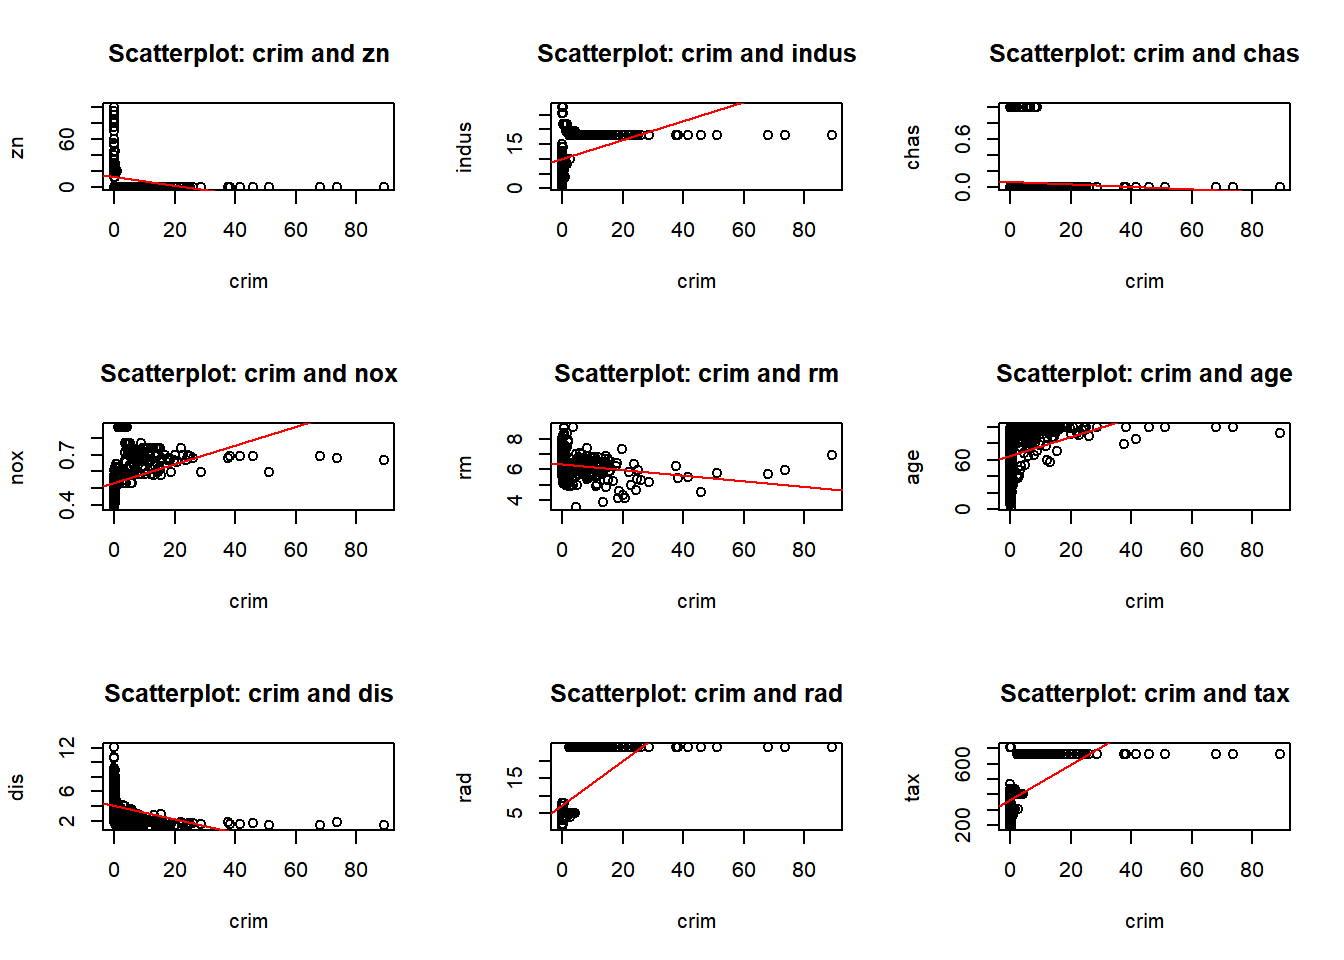 Scatterplot: crim and zn
zn
60
0
0 20 40 60 80
crim
Scatterplot: crim and indus
indus
15
0
0 20 40 60 80
crim
Scatterplot: crim and chas
chas
0.6
0.0
0 20 40 60 80
crim
Scatterplot: crim and nox
nox
0.7
0.4
0 20 40 60 80
crim
Scatterplot: crim and rm
rm
8
6
4
0 20 40 60 80
crim
Scatterplot: crim and age
age
60
0
0 20 40 60 80
crim
Scatterplot: crim and dis
dis
12
6
2
0 20 40 60 80
crim
Scatterplot: crim and rad
rad
15
5
0 20 40 60 80
crim
Scatterplot: crim and tax
tax
600
200
0 20 40 60 80
crim